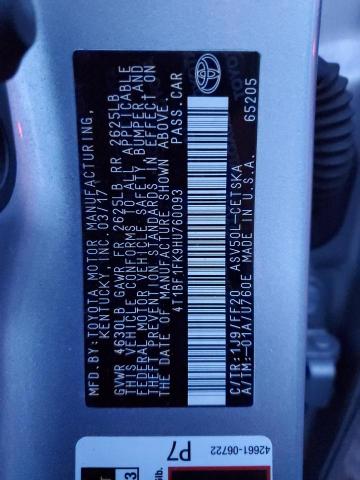 MFD.BY:TOYOTA MOTOR MANUFACTURING,
KENTUCKY, INC. 03/17
GVWR 4630LB GAWR FR 2625LB RR 2625LB
THIS VEHICLE CONFORMS TO ALL APPLICABLE
FEDERAL MOTOR VEHICLE SAFETY, BUMPER, AND
THEFT PREVENTION STANDARDS IN EFFECT ON
THE DATE OF MANUFACTURE SHOWN ABOVE.
4T1BF1FK9HU760093 PASS.CAR
C/TR:1J9/FF20 ASV50L-CETSKA
A/TM:-01A/U760E MADE IN U.S.A. 65205
42661-06722
P7